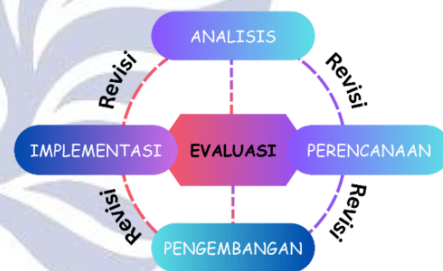 ANALISIS
Revisi
Revisi
IMPLEMENTASI
EVALUASI
PERENCANAAN
Revisi
Revisi
PENGEMBANGAN